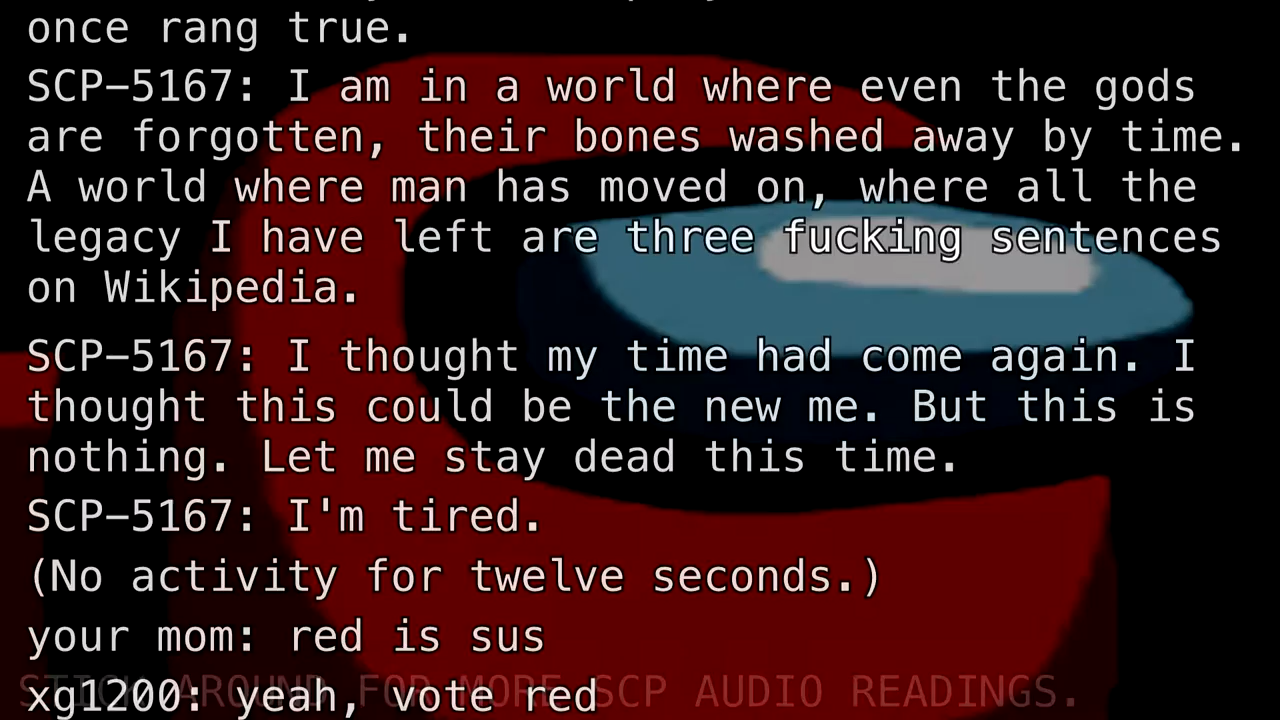 once rang true.
SCP-5167: I am in a world where even the gods
are forgotten, their bones washed away by time.
A world where man has moved on, where all the
legacy I have left are three fucking sentences
on Wikipedia.
SCP-5167: I thought my time had come again. I
thought this could be the new me. But this is
nothing. Let me stay dead this time.
SCP-5167: I'm tired.
(No activity for twelve seconds.)
your mom: red is sus
xg1200: yeah, vote red
STICK AROUND FOR MORE SCP AUDIO READINGS.